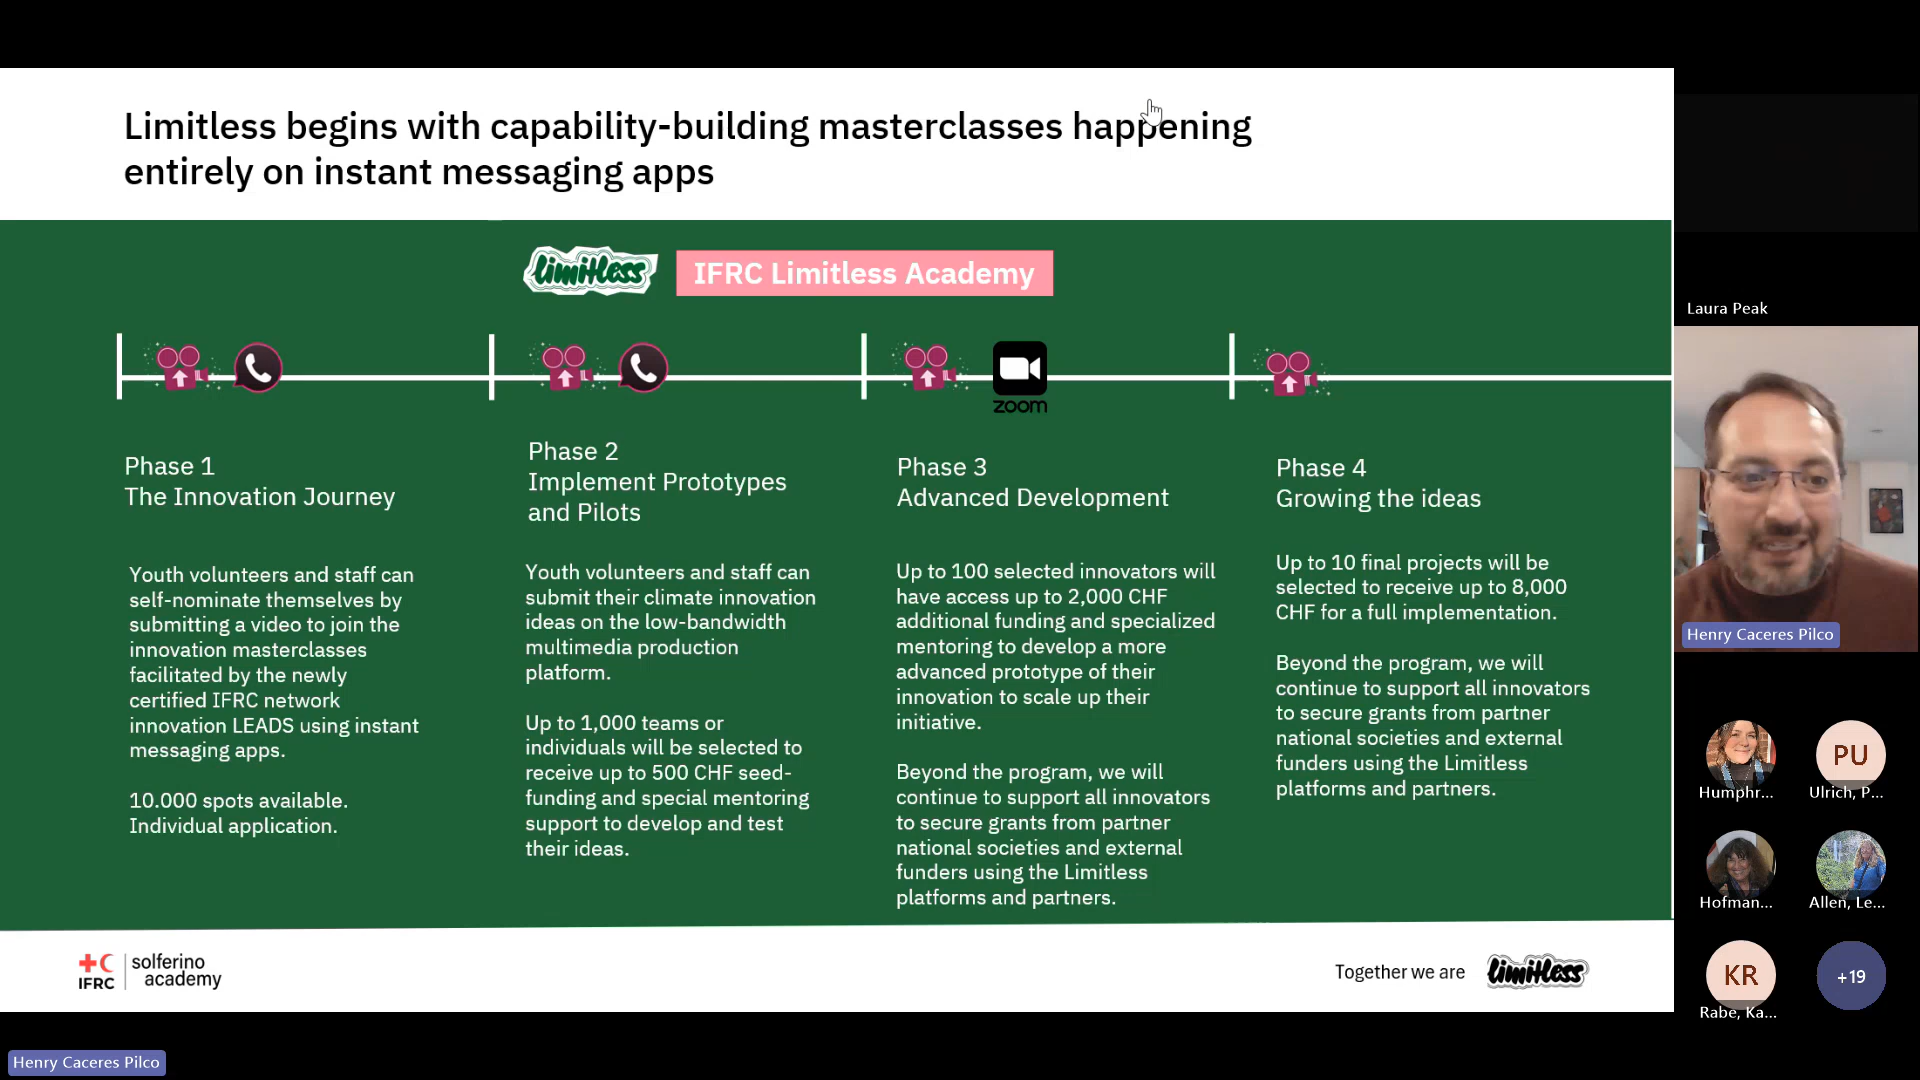 Limitless begins with capability-building masterclasses happening
entirely on instant messaging apps
limitless
IFRC Limitless Academy
zoom
Phase 1
The Innovation Journey
Youth volunteers and staff can
self-nominate themselves by
submitting a video to join the
innovation masterclasses
facilitated by the newly
certified IFRC network
innovation LEADS using instant
messaging apps.
10.000 spots available.
Individual application.
Phase 2
Implement Prototypes
and Pilots
Youth volunteers and staff can
submit their climate innovation
ideas on the low-bandwidth
multimedia production
platform.
Up to 1,000 teams or
individuals will be selected to
receive up to 500 CHF seed-
funding and special mentoring
support to develop and test
their ideas.
Phase 3
Advanced Development
Up to 100 selected innovators will
have access up to 2,000 CHF
additional funding and specialized
mentoring to develop a more
advanced prototype of their
innovation to scale up their
initiative.
Beyond the program, we will
continue to support all innovators
to secure grants from partner
national societies and external
funders using the Limitless
platforms and partners.
Phase 4
Growing the ideas
Up to 10 final projects will be
selected to receive up to 8,000
CHF for a full implementation.
Beyond the program, we will
continue to support all innovators
to secure grants from partner
national societies and external
funders using the Limitless
platforms and partners.
IFRC
solferino
academy
Together we are
limitless
Laura Peak
Henry Caceres Pilco
Humphr...
PU
Ulrich, P...
Hofman...
Allen, Le...
KR
Rabe, Ka...
+19
Henry Caceres Pilco